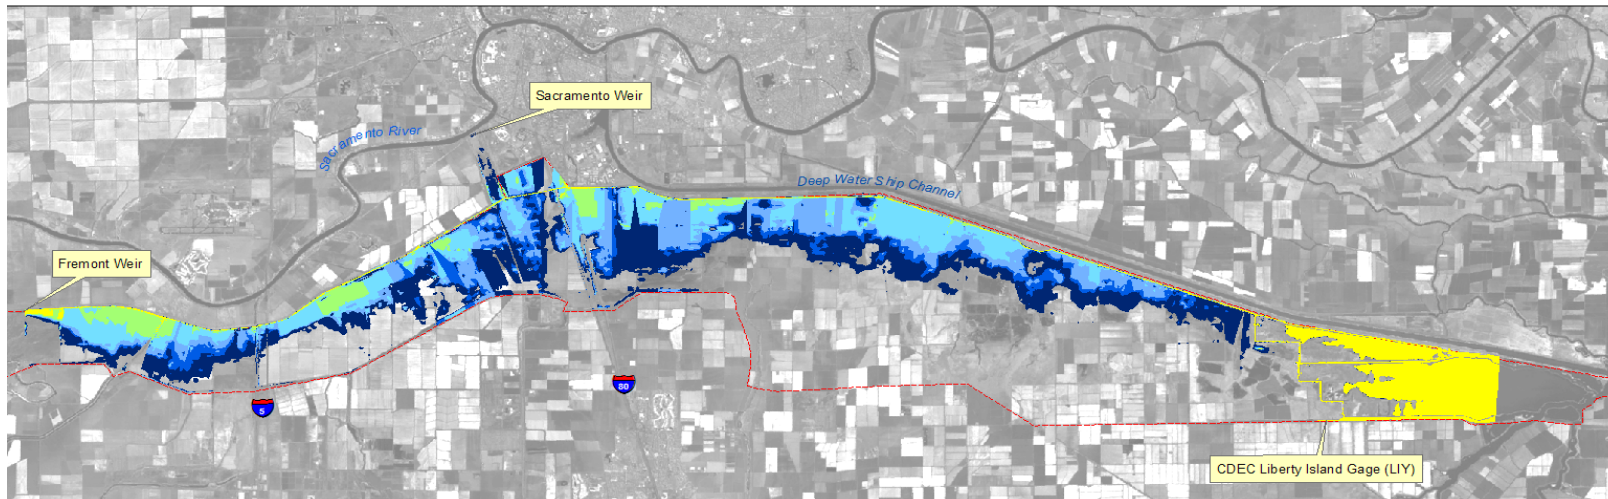 Sacramento Weir
Sacramento River
Deep Water Ship Channel
Fremont Weir
80
5
CDEC Liberty Island Gage (LIY)